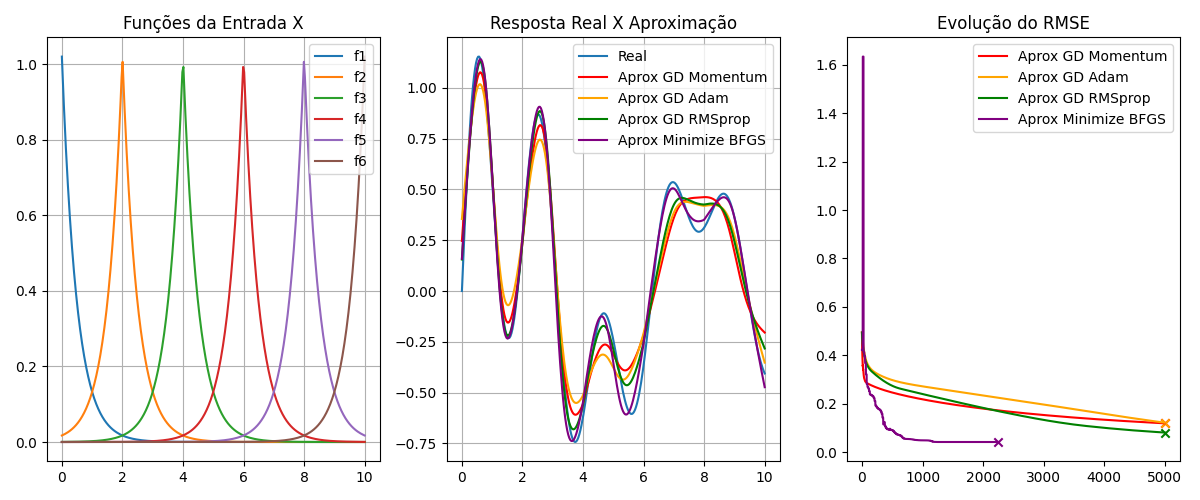 Funções da Entrada X
1.0
0.8
0.6
0.4
0.2
0.0
0 2 4 6 8 10
f1
f2
f3
f4
f5
f6
Resposta Real X Aproximação
1.00
0.75
0.50
0.25
0.00
−0.25
−0.50
−0.75
0 2 4 6 8 10
Real
Aprox GD Momentum
Aprox GD Adam
Aprox GD RMSprop
Aprox Minimize BFGS
Evolução do RMSE
1.6
1.4
1.2
1.0
0.8
0.6
0.4
0.2
0.0
0 1000 2000 3000 4000 5000
Aprox GD Momentum
Aprox GD Adam
Aprox GD RMSprop
Aprox Minimize BFGS